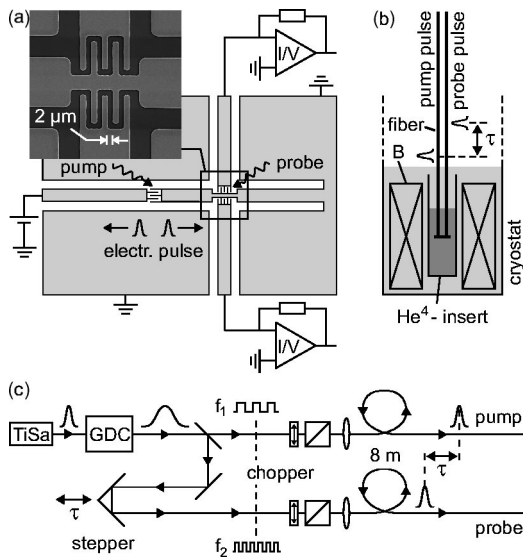 (a)
I/V
2 µm
pump
probe
electr. pulse
I/V
(b)
pump pulse
probe pulse
fiber
τ
B
cryostat
He⁴- insert
(c)
f₁
TiSa
GDC
pump
8 m
τ
chopper
τ
stepper
f₂
probe